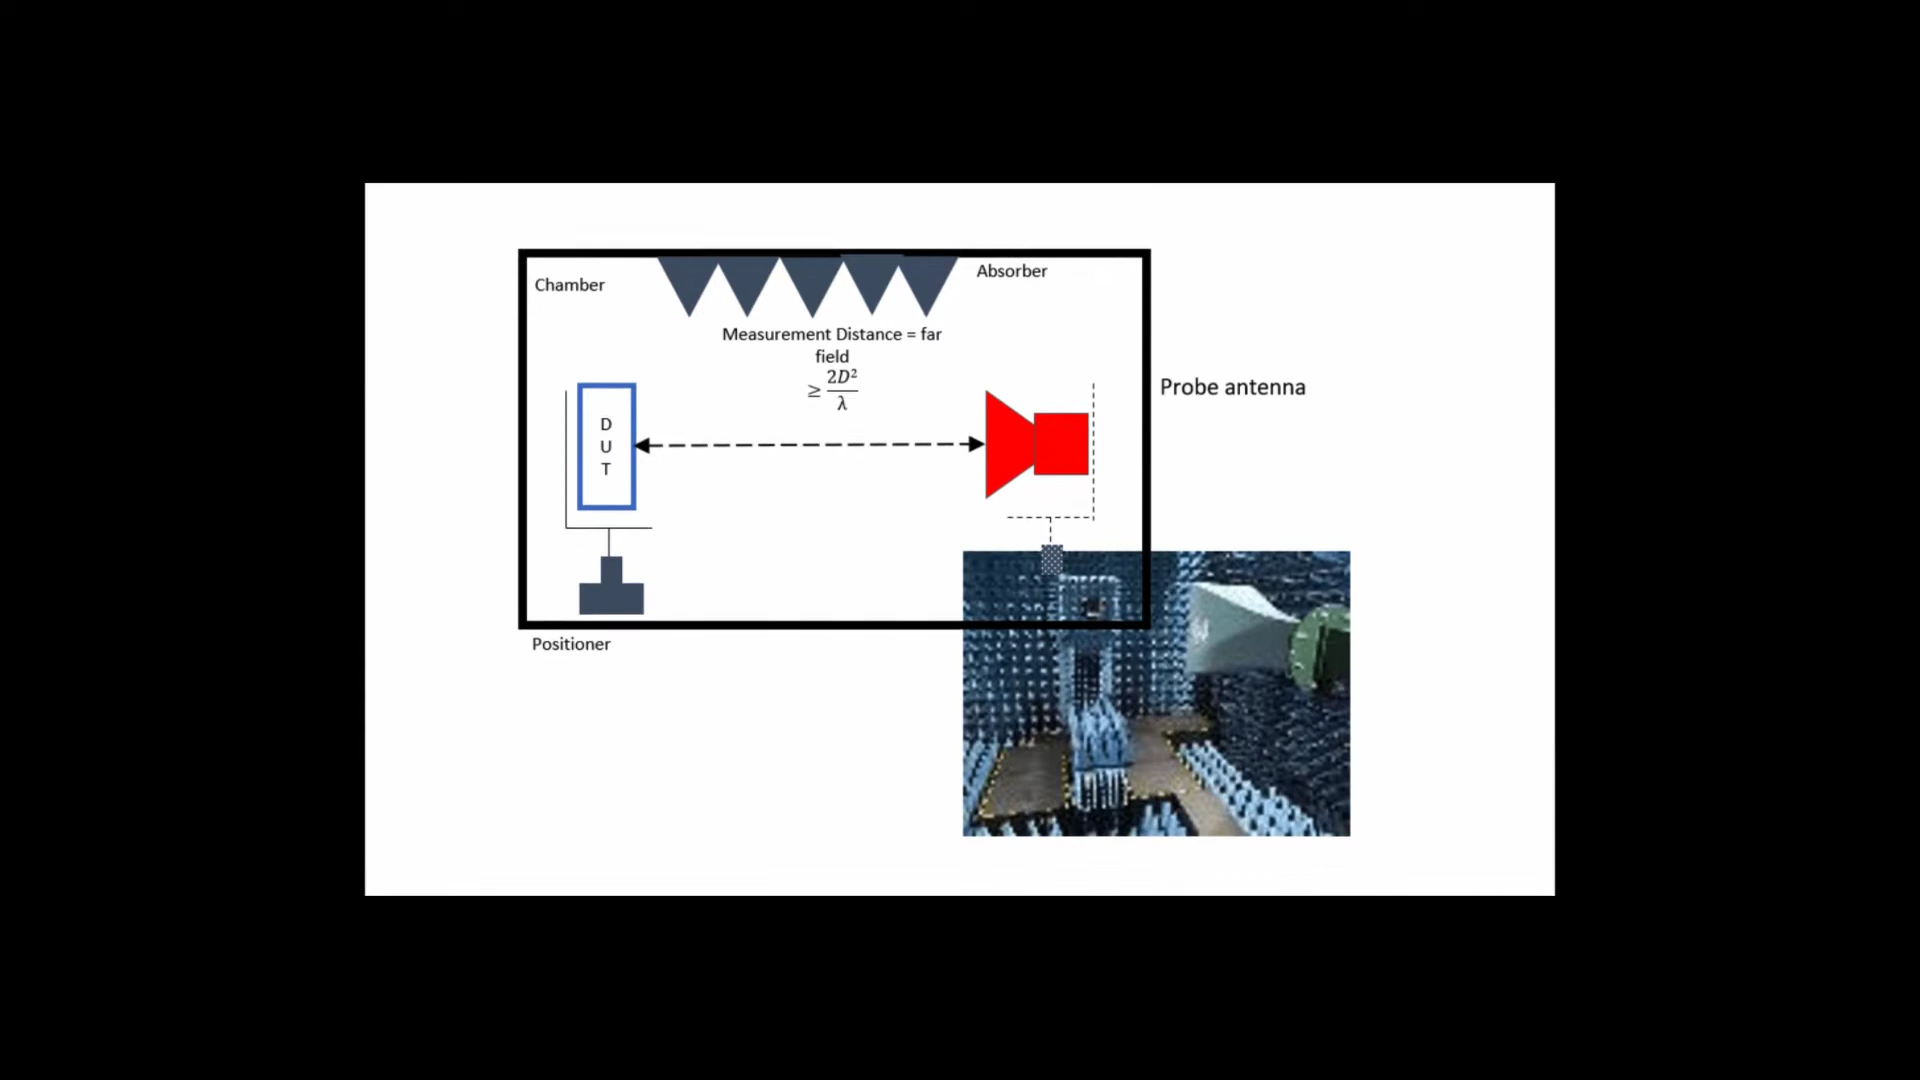 Chamber
Absorber
Measurement Distance = far
field
≥ 2D²/λ
Probe antenna
D
U
T
Positioner